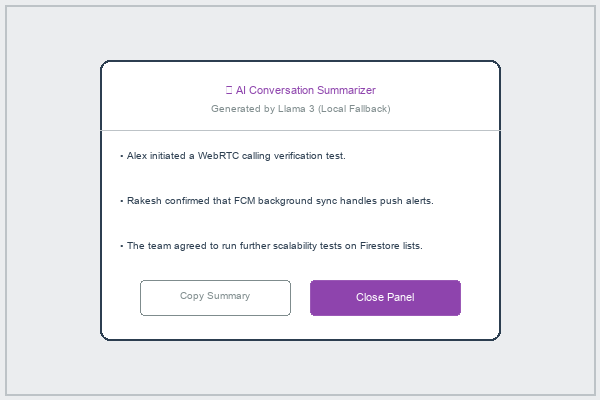 AI Conversation Summarizer
Generated by Llama 3 (Local Fallback)
• Alex initiated a WebRTC calling verification test.
• Rakesh confirmed that FCM background sync handles push alerts.
• The team agreed to run further scalability tests on Firestore lists.
Copy Summary
Close Panel